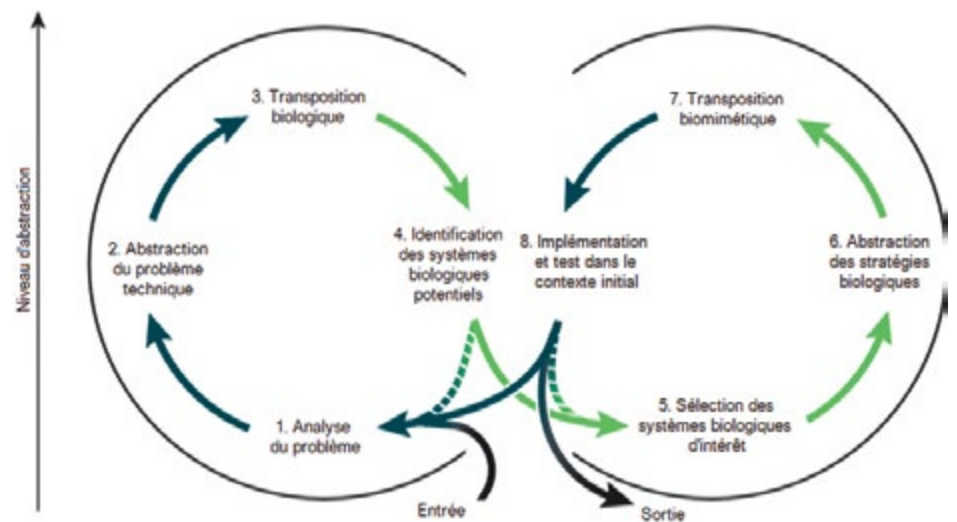 Niveau d'abstraction
3. Transposition
biologique
7. Transposition
biomimétique
2. Abstraction
du problème
technique
4. Identification
des systèmes
biologiques
potentiels
8. Implémentation
et test dans le
contexte initial
6. Abstraction
des stratégies
biologiques
1. Analyse
du problème
5. Sélection des
systèmes biologiques
d'intérêt
Entrée
Sortie